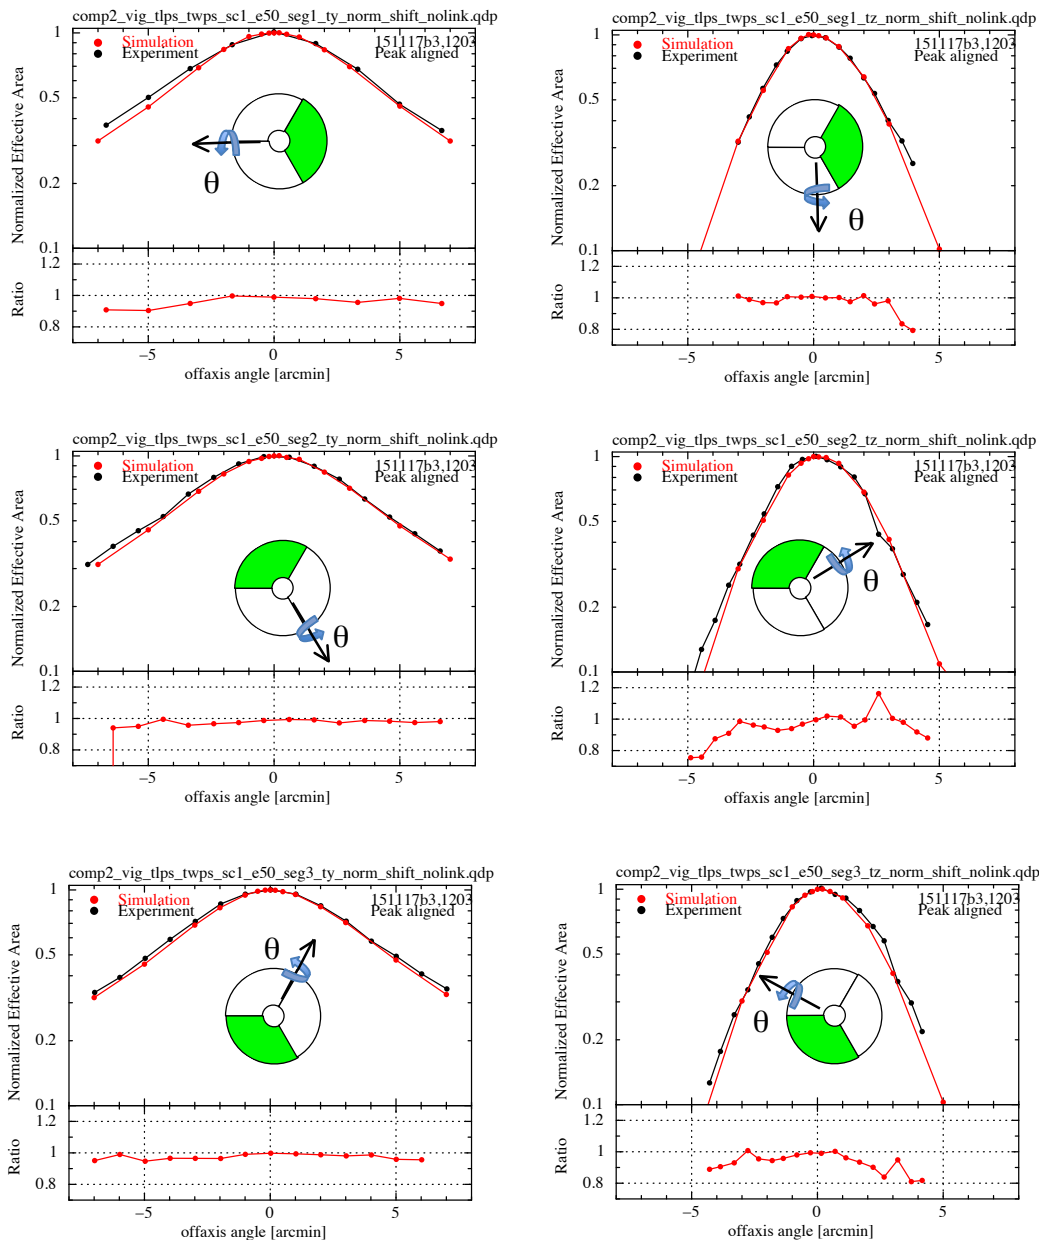 comp2_vig_tlps_twps_sc1_e50_seg1_ty_norm_shift_nolink.qdp
1
Simulation
151117b3,1203
Experiment
Peak aligned
0.5
0.2
0.1
Normalized Effective Area
θ
1.2
1
0.8
Ratio
−5
0
5
offaxis angle [arcmin]
comp2_vig_tlps_twps_sc1_e50_seg1_tz_norm_shift_nolink.qdp
1
Simulation
151117b3,1203
Experiment
Peak aligned
0.5
0.2
0.1
Normalized Effective Area
θ
1.2
1
0.8
Ratio
−5
0
5
offaxis angle [arcmin]
comp2_vig_tlps_twps_sc1_e50_seg2_ty_norm_shift_nolink.qdp
1
Simulation
151117b3,1203
Experiment
Peak aligned
0.5
0.2
0.1
Normalized Effective Area
θ
1.2
1
0.8
Ratio
−5
0
5
offaxis angle [arcmin]
comp2_vig_tlps_twps_sc1_e50_seg2_tz_norm_shift_nolink.qdp
1
Simulation
151117b3,1203
Experiment
Peak aligned
0.5
0.2
0.1
Normalized Effective Area
θ
1.2
1
0.8
Ratio
−5
0
5
offaxis angle [arcmin]
comp2_vig_tlps_twps_sc1_e50_seg3_ty_norm_shift_nolink.qdp
1
Simulation
151117b3,1203
Experiment
Peak aligned
0.5
0.2
0.1
Normalized Effective Area
θ
1.2
1
0.8
Ratio
−5
0
5
offaxis angle [arcmin]
comp2_vig_tlps_twps_sc1_e50_seg3_tz_norm_shift_nolink.qdp
1
Simulation
151117b3,1203
Experiment
Peak aligned
0.5
0.2
0.1
Normalized Effective Area
θ
1.2
1
0.8
Ratio
−5
0
5
offaxis angle [arcmin]